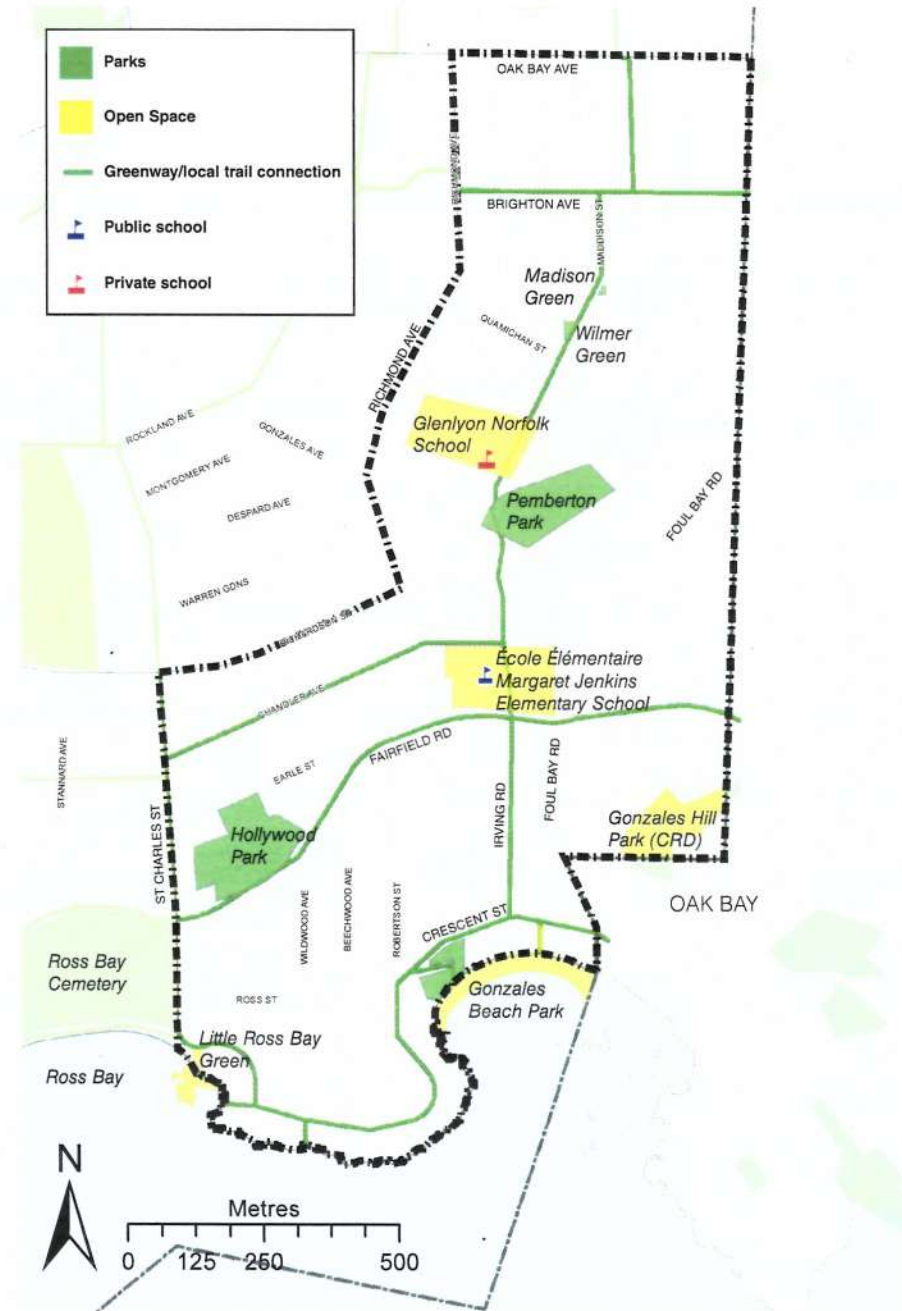 Parks
Open Space
Greenway/local trail connection
Public school
Private school
OAK BAY AVE
BRIGHTON AVE
MADDISON ST
Madison
Green
QUAMICHAN ST
Wilmer
Green
RICHMOND AVE
ROCKLAND AVE
GONZALES AVE
MONTGOMERY AVE
DESPARD AVE
Glenlyon Norfolk
School
Pemberton
Park
FOUL BAY RD
WARREN GDNS
École Élémentaire
Margaret Jenkins
Elementary School
CHANDLER AVE
FAIRFIELD RD
STANNARD AVE
EARLE ST
ST CHARLES ST
Hollywood
Park
IRVING RD
FOUL BAY RD
Gonzales Hill
Park (CRD)
OAK BAY
WILDWOOD AVE
BEECHWOOD AVE
ROBERTSON ST
CRESCENT ST
Ross Bay
Cemetery
ROSS ST
Gonzales
Beach Park
Little Ross Bay
Green
Ross Bay
N
Metres
0 125 250 500